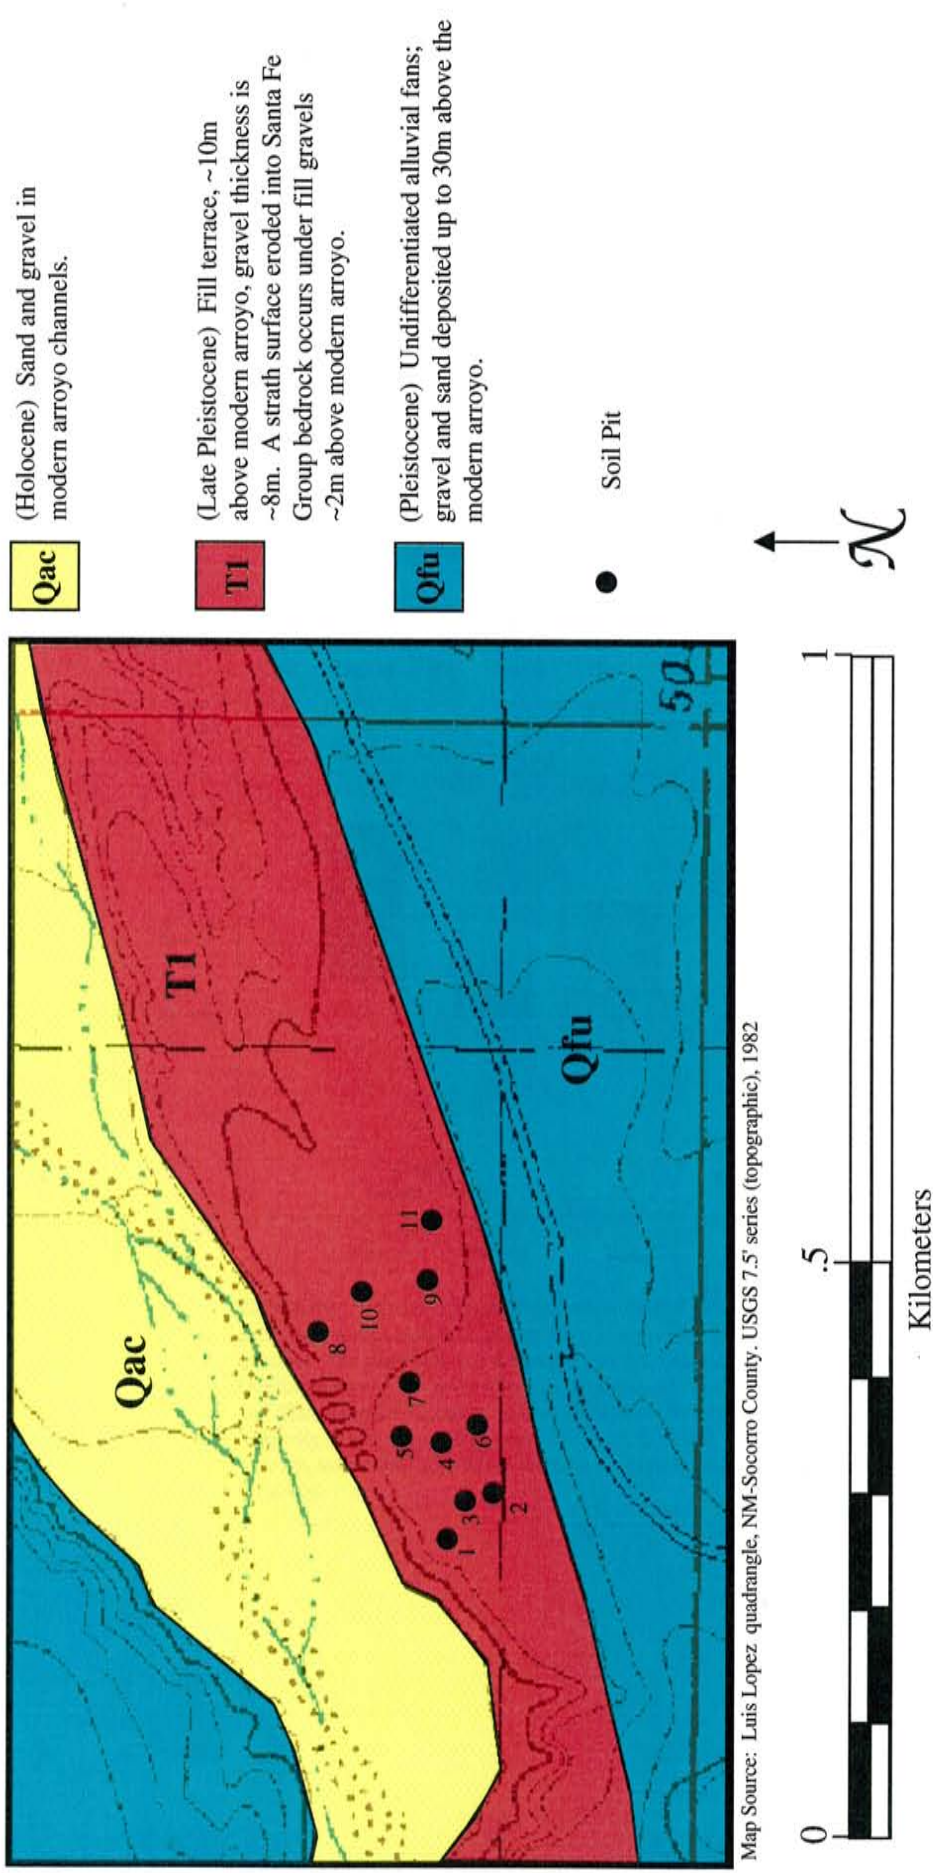 Qac
(Holocene) Sand and gravel in
modern arroyo channels.
T1
(Late Pleistocene) Fill terrace, ~10m
above modern arroyo, gravel thickness is
~8m. A strath surface eroded into Santa Fe
Group bedrock occurs under fill gravels
~2m above modern arroyo.
Qfu
(Pleistocene) Undifferentiated alluvial fans;
gravel and sand deposited up to 30m above the
modern arroyo.
Soil Pit
N
Qac
T1
Qfu
5000
50
1
2
3
4
5
6
7
8
9
10
11
Map Source: Luis Lopez quadrangle, NM-Socorro County. USGS 7.5' series (topographic), 1982
0
.5
1
Kilometers